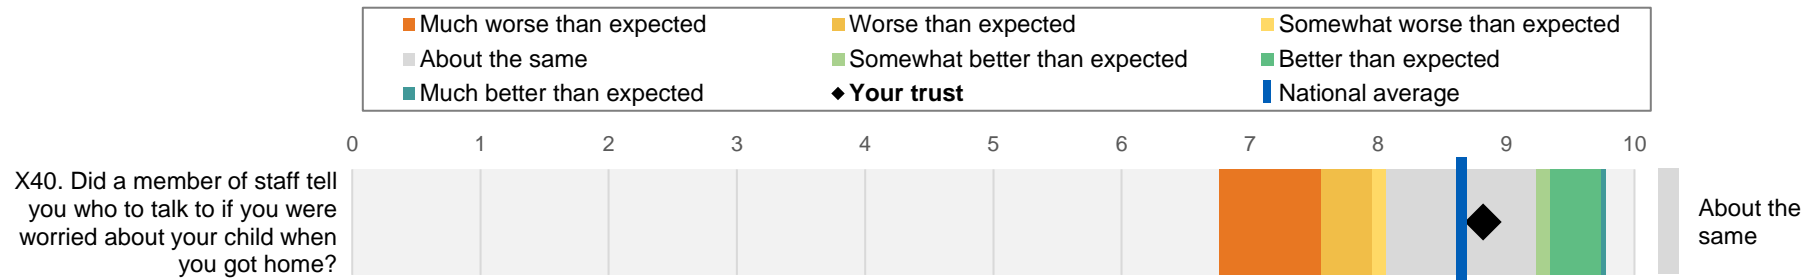 Much worse than expected
Worse than expected
Somewhat worse than expected
About the same
Somewhat better than expected
Better than expected
Much better than expected
Your trust
National average
0 1 2 3 4 5 6 7 8 9 10
X40. Did a member of staff tell
you who to talk to if you were
worried about your child when
you got home?
About the
same